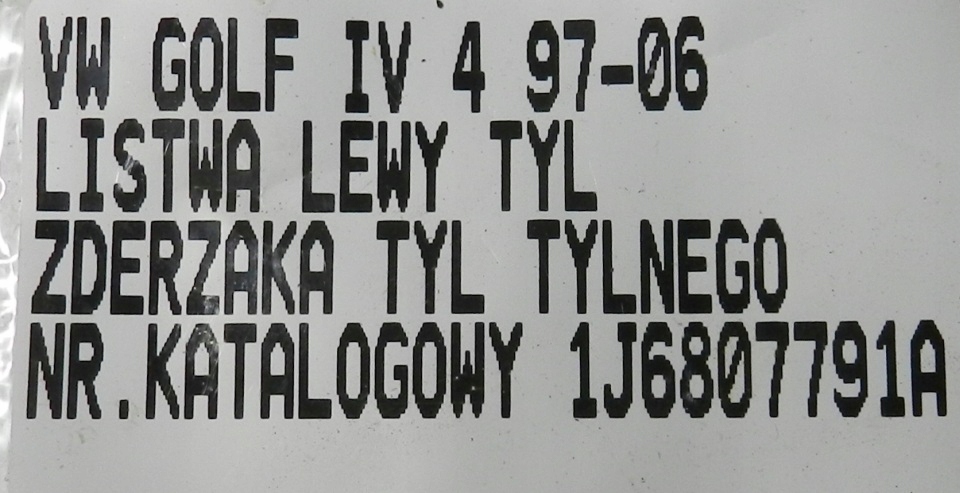 VW GOLF IV 4 97-06
LISTWA LEWY TYL
ZDERZAKA TYL TYLNEGO
NR.KATALOGOWY 1J6807791A